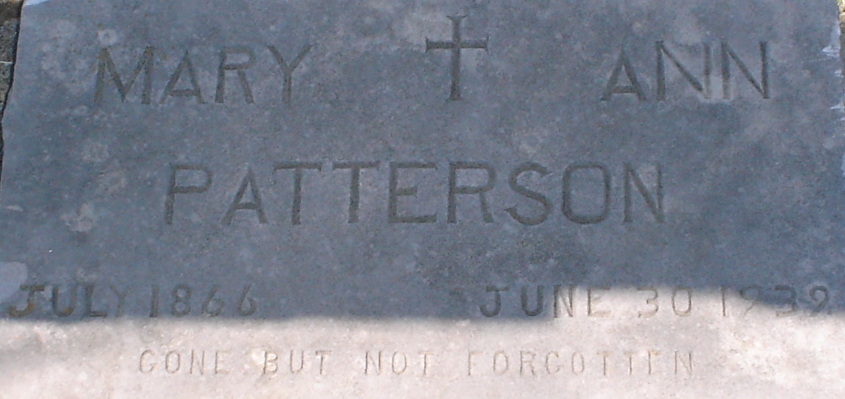 MARY ANN
PATTERSON
JULY 1866 JUNE 30 1939
GONE BUT NOT FORGOTTEN